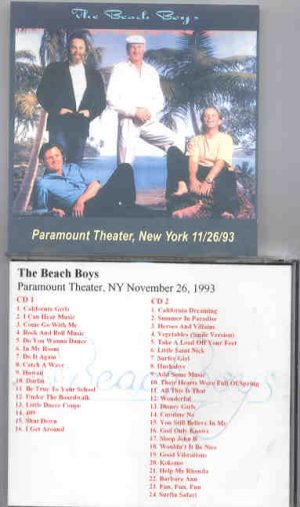 The Beach Boys
Paramount Theater, New York 11/26/93
The Beach Boys
Paramount Theater, NY November 26, 1993
CD 1
1. California Girls
2. I Can Hear Music
3. Come Go With Me
4. Rock And Roll Music
5. Do You Wanna Dance
6. In My Room
7. Do It Again
8. Catch A Wave
9. Hawaii
10. Darlin
11. Be True To Your School
12. Under The Boardwalk
13. Little Deuce Coupe
14. 409
15. Shut Down
16. I Get Around
CD 2
1. California Dreaming
2. Summer In Paradise
3. Heroes And Villains
4. Vegetables (Smile Version)
5. Take A Load Off Your Feet
6. Little Saint Nick
7. Surfer Girl
8. Hushabye
9. Add Some Music
10. Their Hearts Were Full Of Spring
11. All This Is That
12. Wonderful
13. Disney Girls
14. Caroline No
15. You Still Believe In Me
16. God Only Knows
17. Sloop John B
18. Wouldn't It Be Nice
19. Good Vibrations
20. Kokomo
21. Help Me Rhonda
22. Barbara Ann
23. Fun, Fun, Fun
24. Surfin Safari
Beach Boys